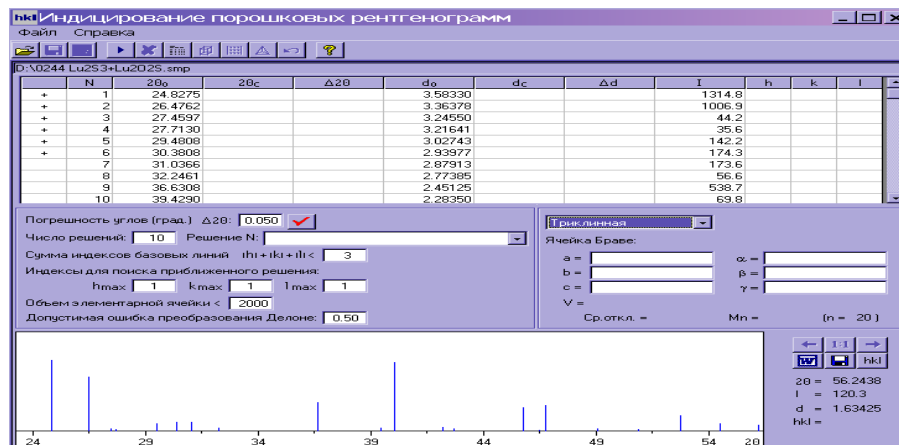 hkl Индицирование порошковых рентгенограмм
Файл Справка
D:\0244 Lu2S3+Lu2O2S.smp
N 2θo 2θc Δ2θ do dc Δd I h k l
+ 1 24.8275 3.58330 1314.8
+ 2 26.4762 3.36378 1006.9
+ 3 27.4597 3.24550 44.2
+ 4 27.7130 3.21641 35.6
+ 5 29.4808 3.02743 142.2
+ 6 30.3808 2.93977 174.3
7 31.0366 2.87913 173.6
8 32.2461 2.77385 56.6
9 36.6308 2.45125 538.7
10 39.4290 2.28350 69.8
Погрешность углов (град.) Δ2θ: 0.050
Число решений: 10 Решение N:
Сумма индексов базовых линий |h|+|k|+|l|< 3
Индексы для поиска приближенного решения:
hmax 1 kmax 1 lmax 1
Объем элементарной ячейки < 2000
Допустимая ошибка преобразования Делоне: 0.50
Триклинная
Ячейка Браве:
a = α =
b = β =
c = γ =
V =
Ср.откл. = Mn = (n = 20)
← 1:1 →
W hkl
2θ = 56.2438
I = 120.3
d = 1.63425
hkl =
24 29 34 39 44 49 54 2θ